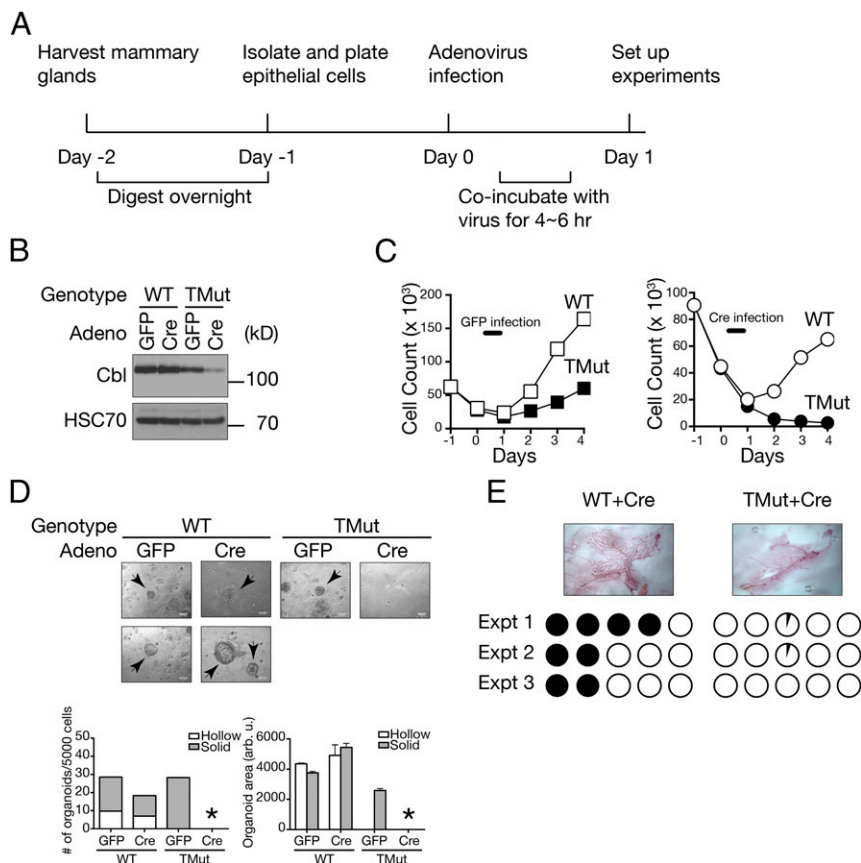 A
Harvest mammary
glands
Isolate and plate
epithelial cells
Adenovirus
infection
Set up
experiments
Day -2
Day -1
Day 0
Day 1
Digest overnight
Co-incubate with
virus for 4~6 hr
B
Genotype WT TMut
Adeno GFP Cre GFP Cre (kD)
Cbl 100
HSC70 70
C
Cell Count (x 10³)
200
150
100
50
0
GFP infection
WT
TMut
-1 0 1 2 3 4
Days
Cell Count (x 10³)
100
80
60
40
20
0
Cre infection
WT
TMut
-1 0 1 2 3 4
Days
D
Genotype WT TMut
Adeno GFP Cre GFP Cre
# of organoids/5000 cells
50
40
30
20
10
0
Hollow
Solid
*
GFP Cre GFP Cre
WT TMut
Organoid area (arb. u.)
6000
4000
2000
0
Hollow
Solid
*
GFP Cre GFP Cre
WT TMut
E
WT+Cre TMut+Cre
Expt 1
Expt 2
Expt 3